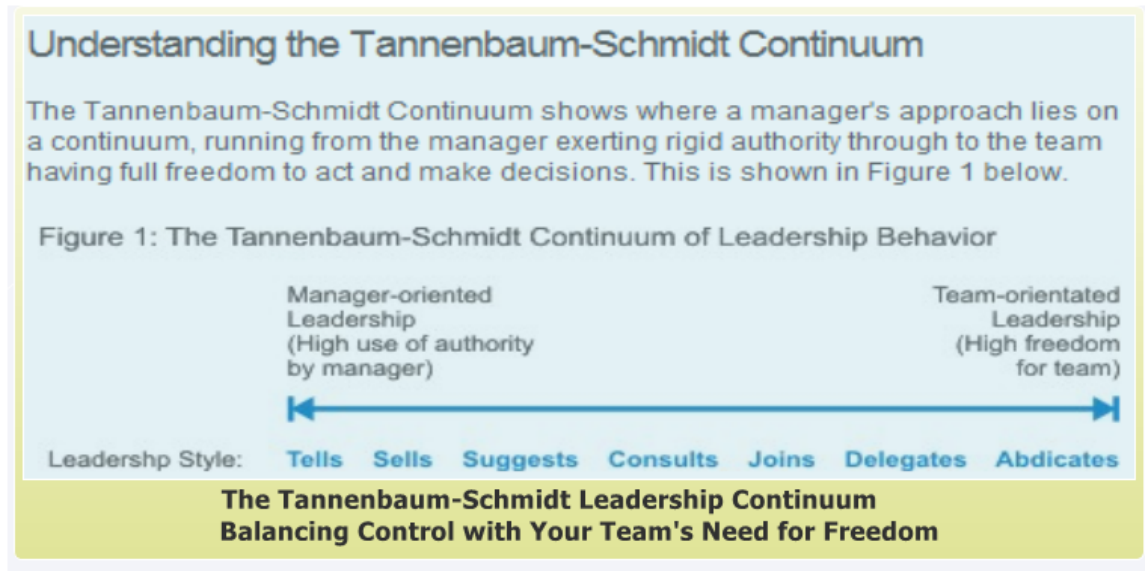 Understanding the Tannenbaum-Schmidt Continuum
The Tannenbaum-Schmidt Continuum shows where a manager's approach lies on
a continuum, running from the manager exerting rigid authority through to the team
having full freedom to act and make decisions. This is shown in Figure 1 below.
Figure 1: The Tannenbaum-Schmidt Continuum of Leadership Behavior
Manager-oriented
Leadership
(High use of authority
by manager)
Team-orientated
Leadership
(High freedom
for team)
Leadershp Style: Tells Sells Suggests Consults Joins Delegates Abdicates
The Tannenbaum-Schmidt Leadership Continuum
Balancing Control with Your Team's Need for Freedom